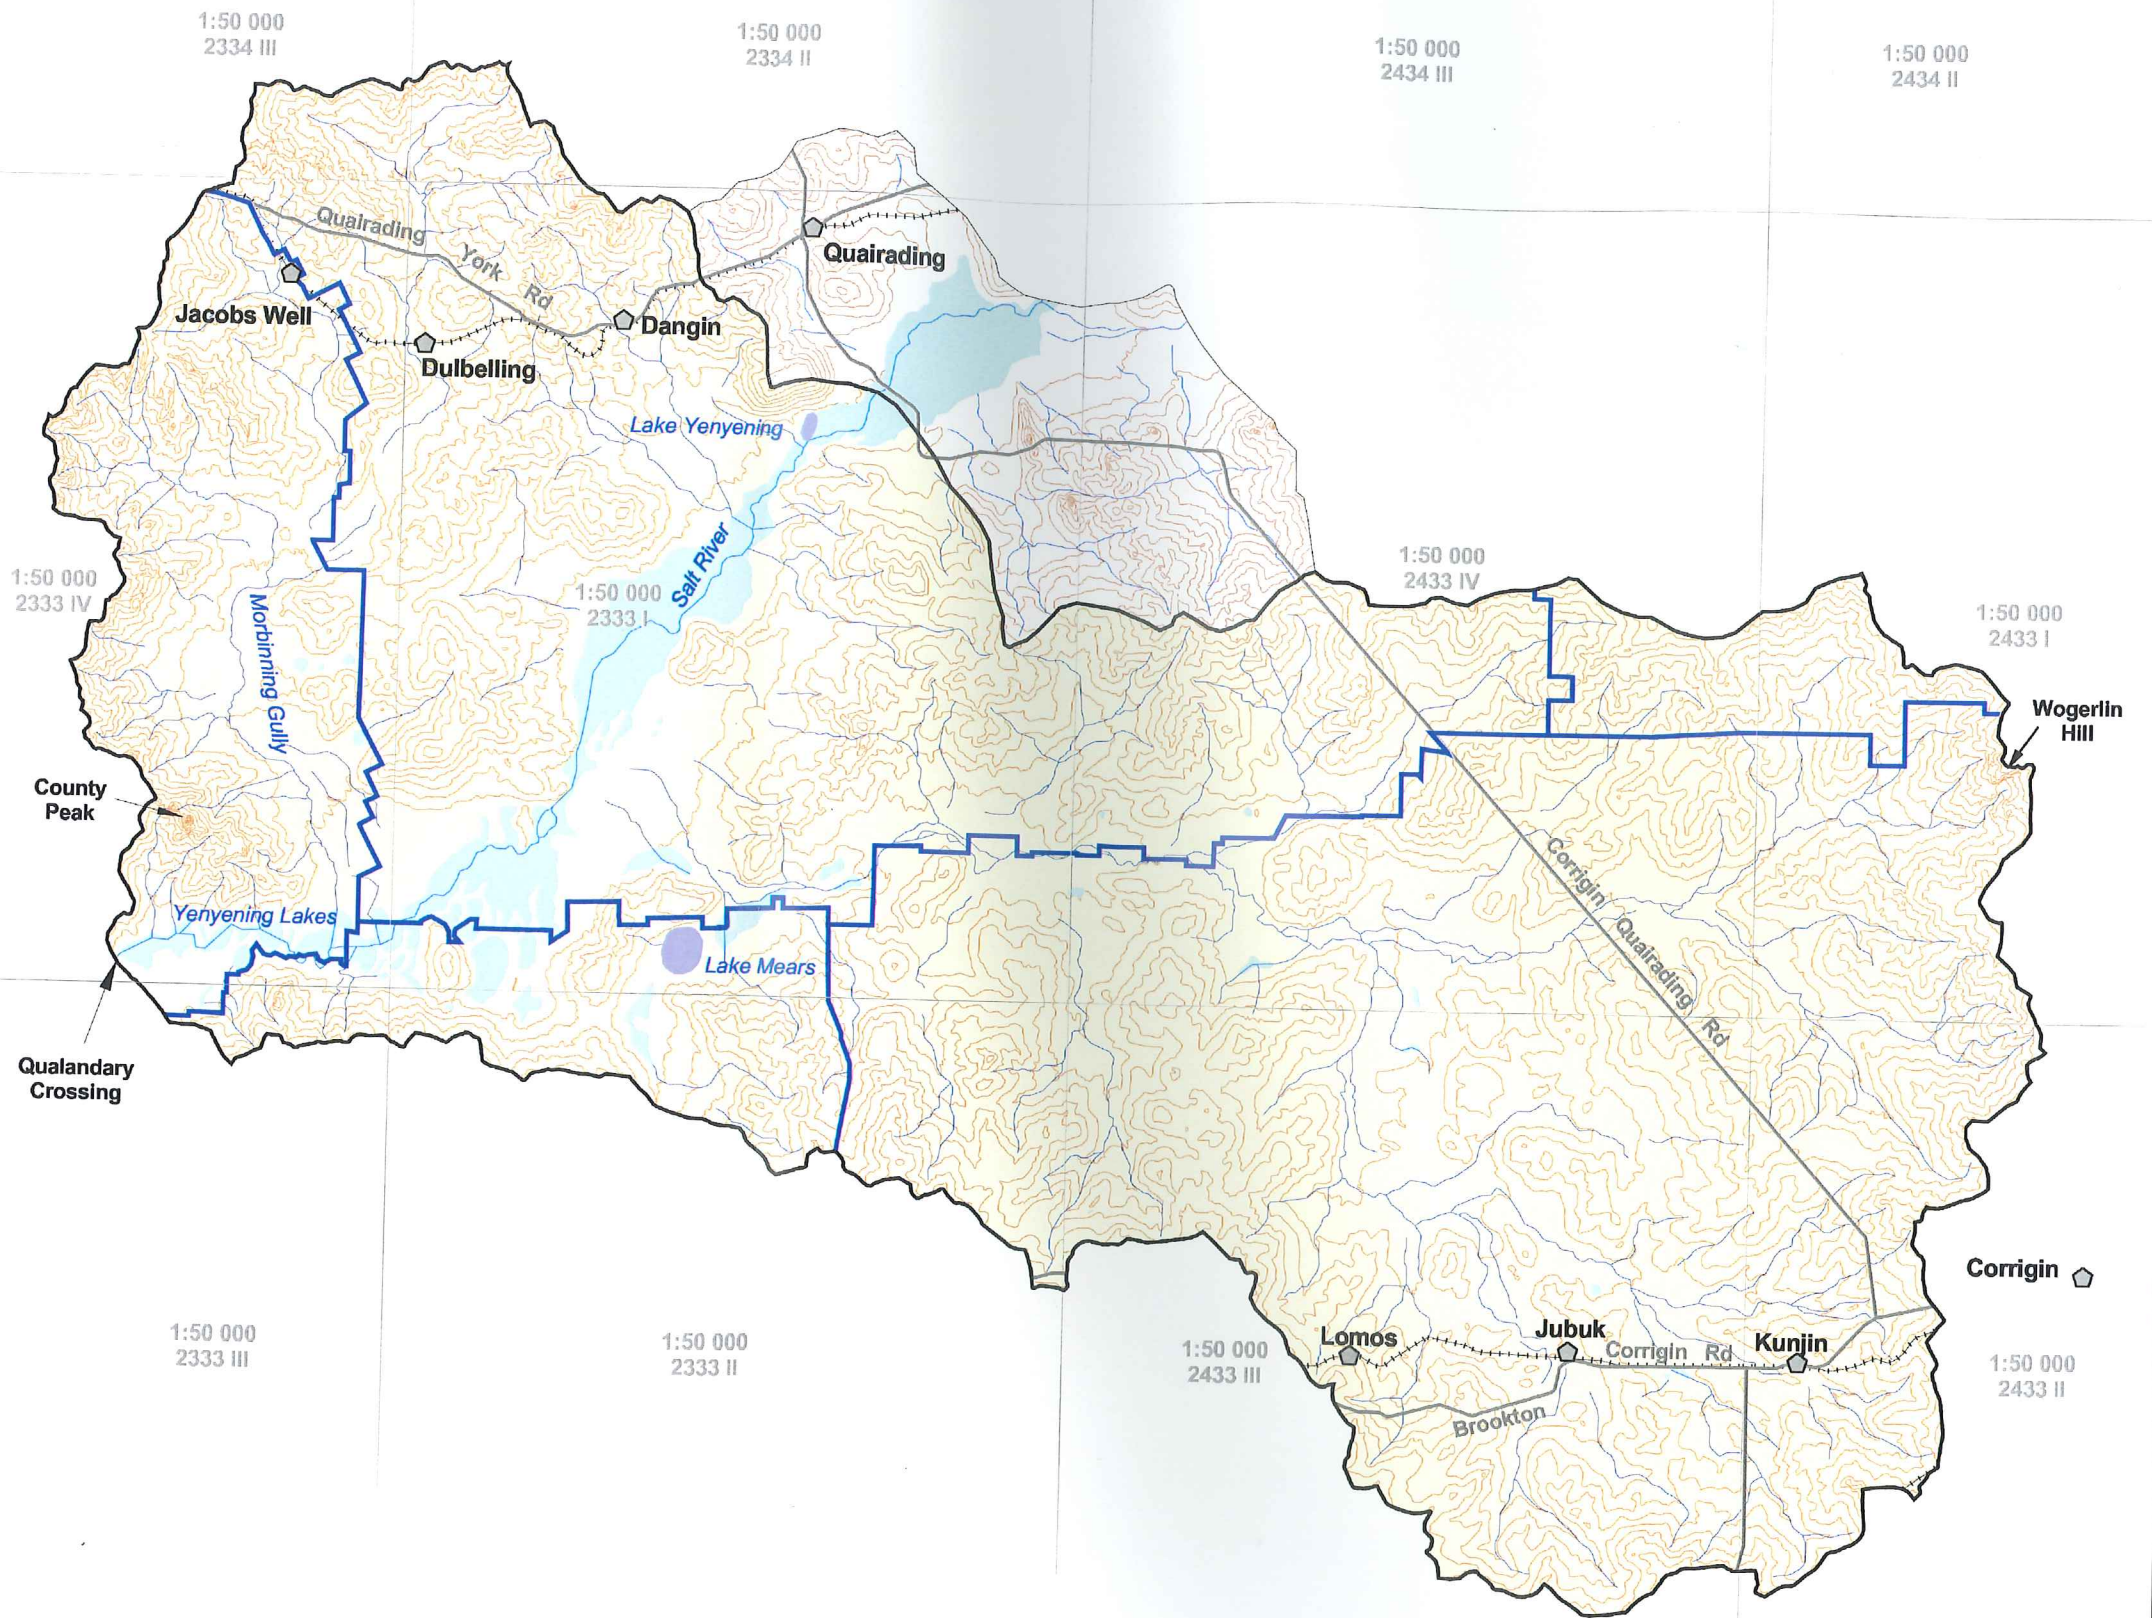 1:50 000
2334 III
1:50 000
2334 II
1:50 000
2434 III
1:50 000
2434 II
Quairading
York
Rd
Quairading
Jacobs Well
Dangin
Dulbelling
Lake Yenyening
Salt River
1:50 000
2333 IV
1:50 000
2333 I
1:50 000
2433 IV
1:50 000
2433 I
Morbinning Gully
Wogerlin
Hill
County
Peak
Corrigin
Quairading
Rd
Yenyening Lakes
Lake Mears
Qualandary
Crossing
Corrigin
1:50 000
2333 III
1:50 000
2333 II
1:50 000
2433 III
Lomos
Jubuk
Corrigin Rd
Kunjin
1:50 000
2433 II
Brookton